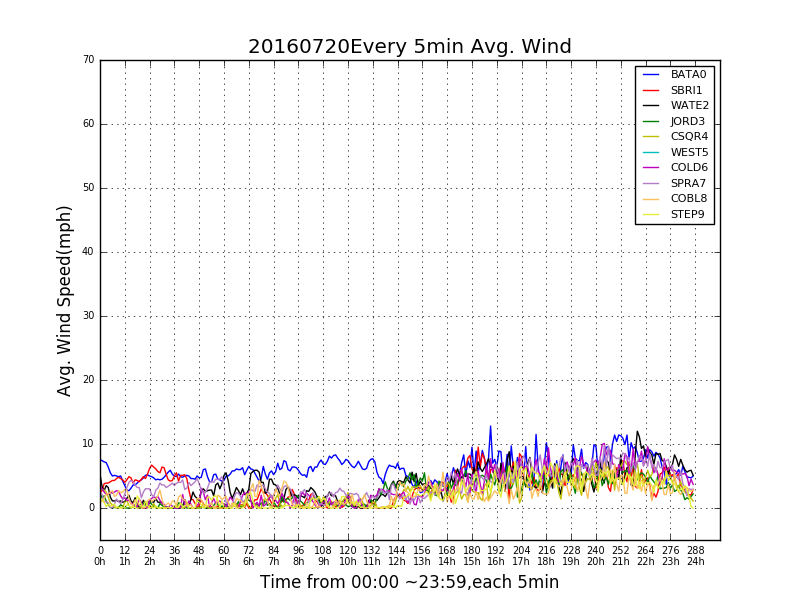 20160720Every 5min Avg. Wind
70
60
50
40
30
20
10
0
Avg. Wind Speed(mph)
BATA0
SBRI1
WATE2
JORD3
CSQR4
WEST5
COLD6
SPRA7
COBL8
STEP9
0 12 24 36 48 60 72 84 96 108 120 132 144 156 168 180 192 204 216 228 240 252 264 276 288
0h 1h 2h 3h 4h 5h 6h 7h 8h 9h 10h 11h 12h 13h 14h 15h 16h 17h 18h 19h 20h 21h 22h 23h 24h
Time from 00:00 ~23:59,each 5min